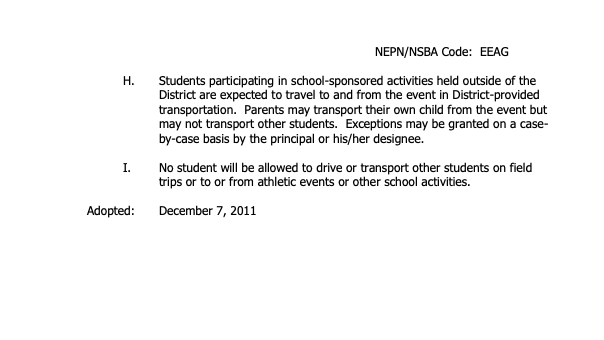 NEPN/NSBA Code:  EEAG
H. Students participating in school-sponsored activities held outside of the
District are expected to travel to and from the event in District-provided
transportation.  Parents may transport their own child from the event but
may not transport other students.  Exceptions may be granted on a case-
by-case basis by the principal or his/her designee.
I. No student will be allowed to drive or transport other students on field
trips or to or from athletic events or other school activities.
Adopted: December 7, 2011